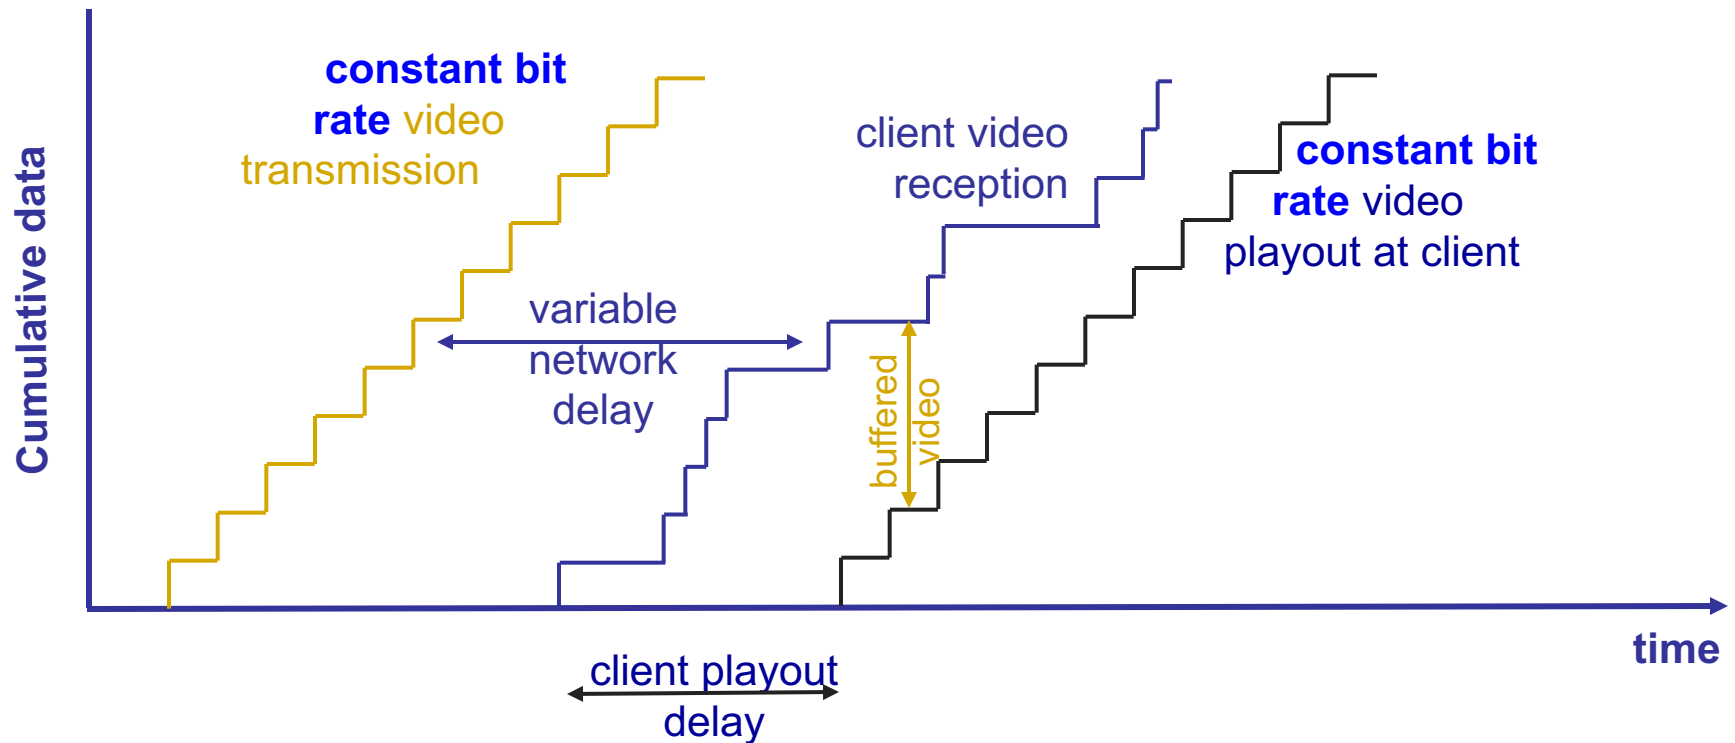 constant bit
rate video
transmission
client video
reception
constant bit
rate video
playout at client
variable
network
delay
buffered
video
Cumulative data
time
client playout
delay